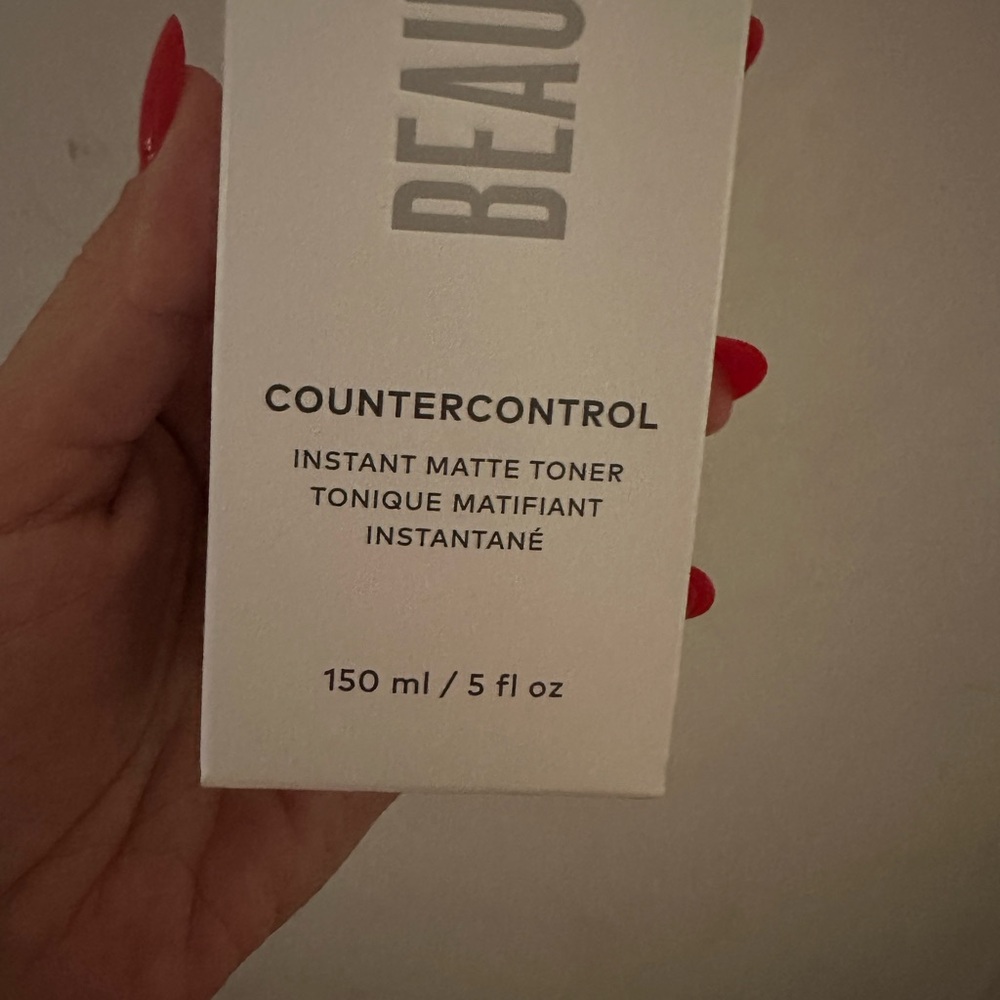 BEAU
COUNTERCONTROL
INSTANT MATTE TONER
TONIQUE MATIFIANT
INSTANTANÉ
150 ml / 5 fl oz